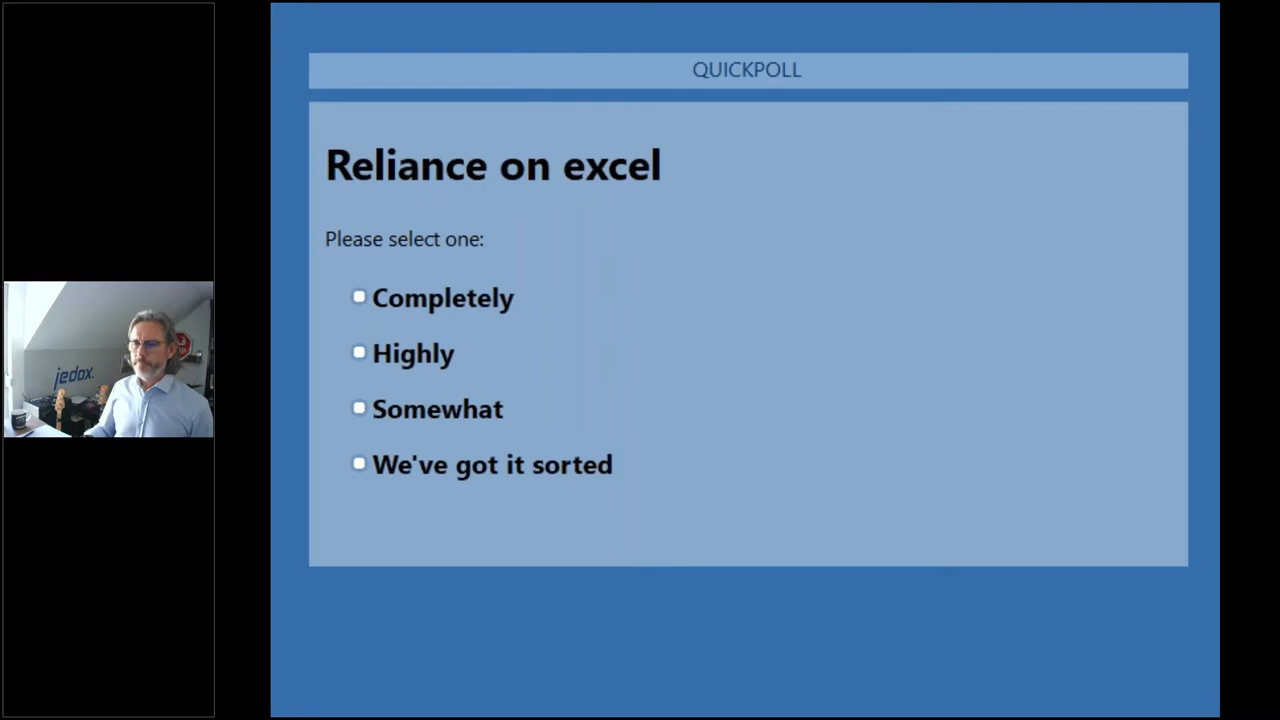 QUICKPOLL
Reliance on excel
Please select one:
Completely
Highly
Somewhat
We've got it sorted
jedox.